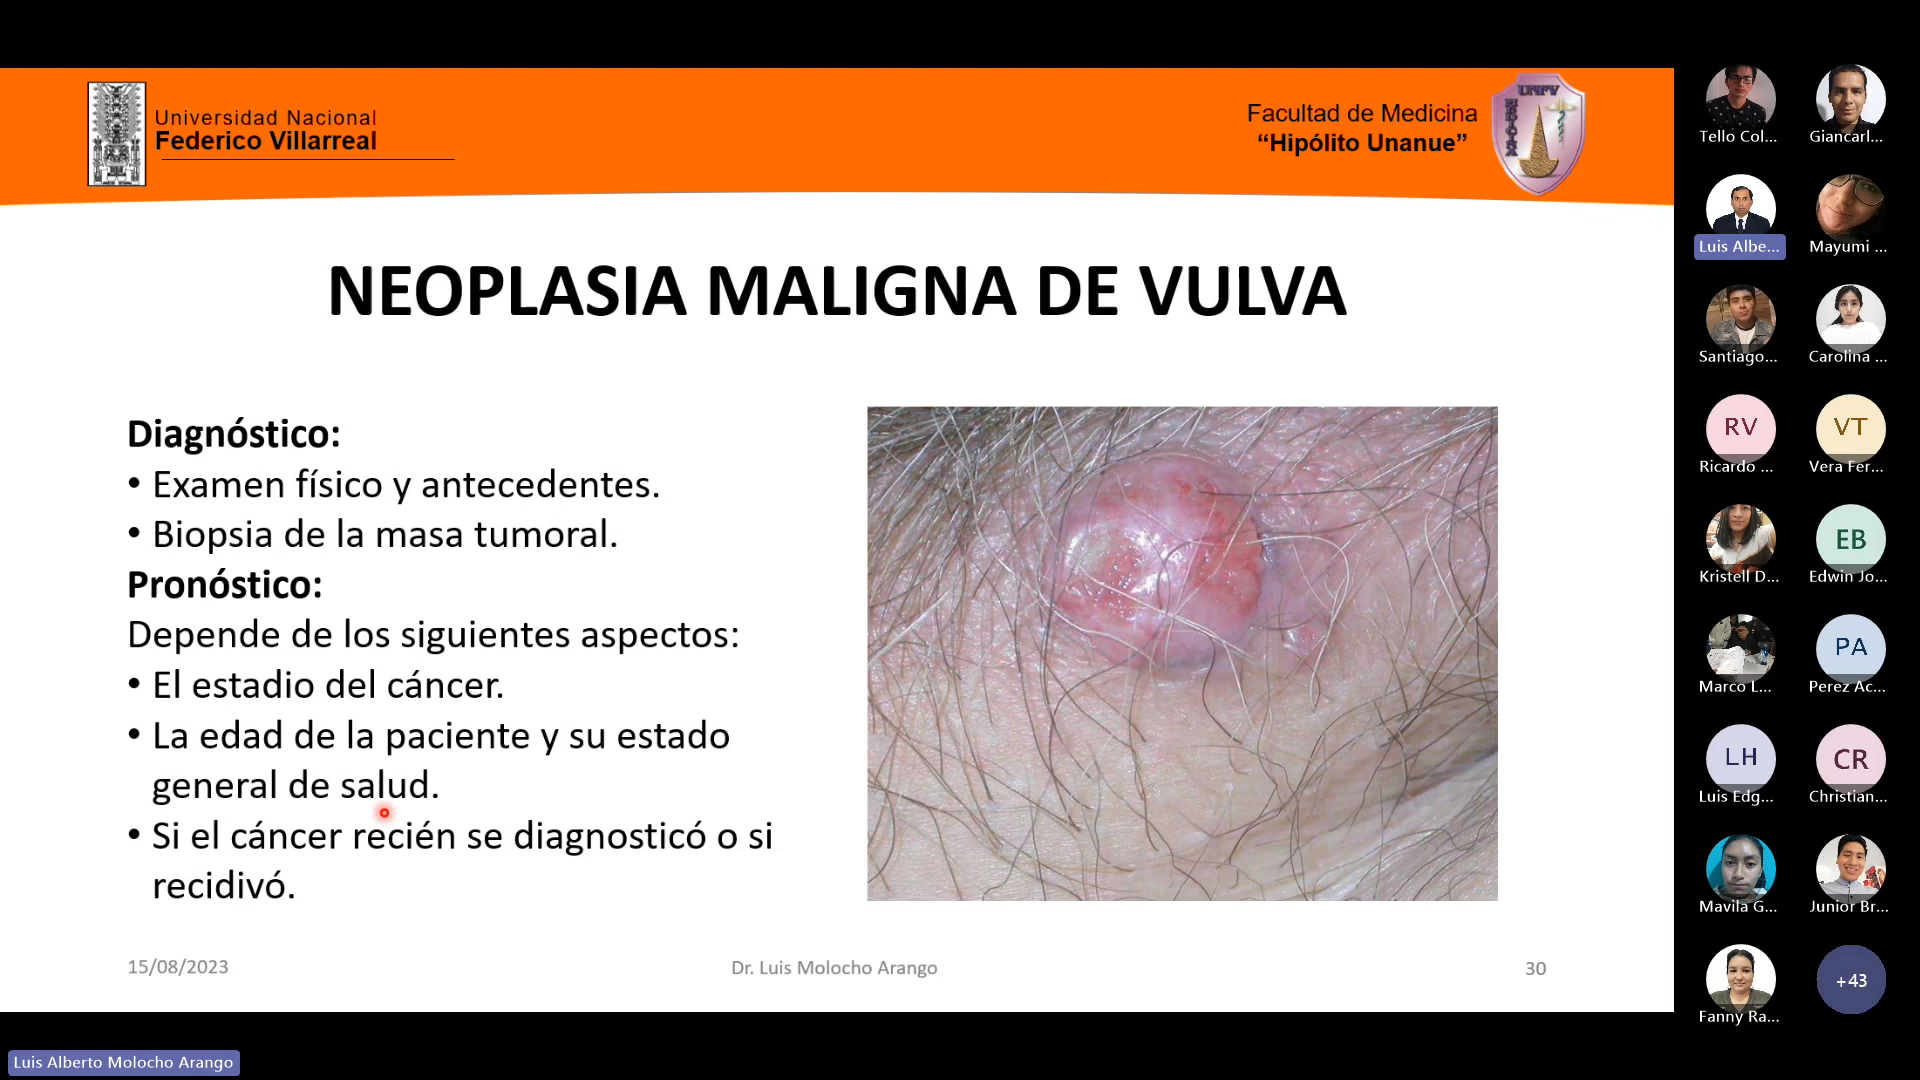 Universidad Nacional
Federico Villarreal
Facultad de Medicina
“Hipólito Unanue”
UNFV
MEDICINA
NEOPLASIA MALIGNA DE VULVA
Diagnóstico:
• Examen físico y antecedentes.
• Biopsia de la masa tumoral.
Pronóstico:
Depende de los siguientes aspectos:
• El estadio del cáncer.
• La edad de la paciente y su estado
general de salud.
• Si el cáncer recién se diagnosticó o si
recidivó.
15/08/2023
Dr. Luis Molocho Arango
30
Tello Col...
Giancarl...
Luis Albe...
Mayumi ...
Santiago...
Carolina ...
RV
VT
Ricardo ...
Vera Fer...
EB
Kristell D...
Edwin Jo...
PA
Marco L...
Perez Ac...
LH
CR
Luis Edg...
Christian...
Mavila G...
Junior Br...
+43
Fanny Ra...
Luis Alberto Molocho Arango